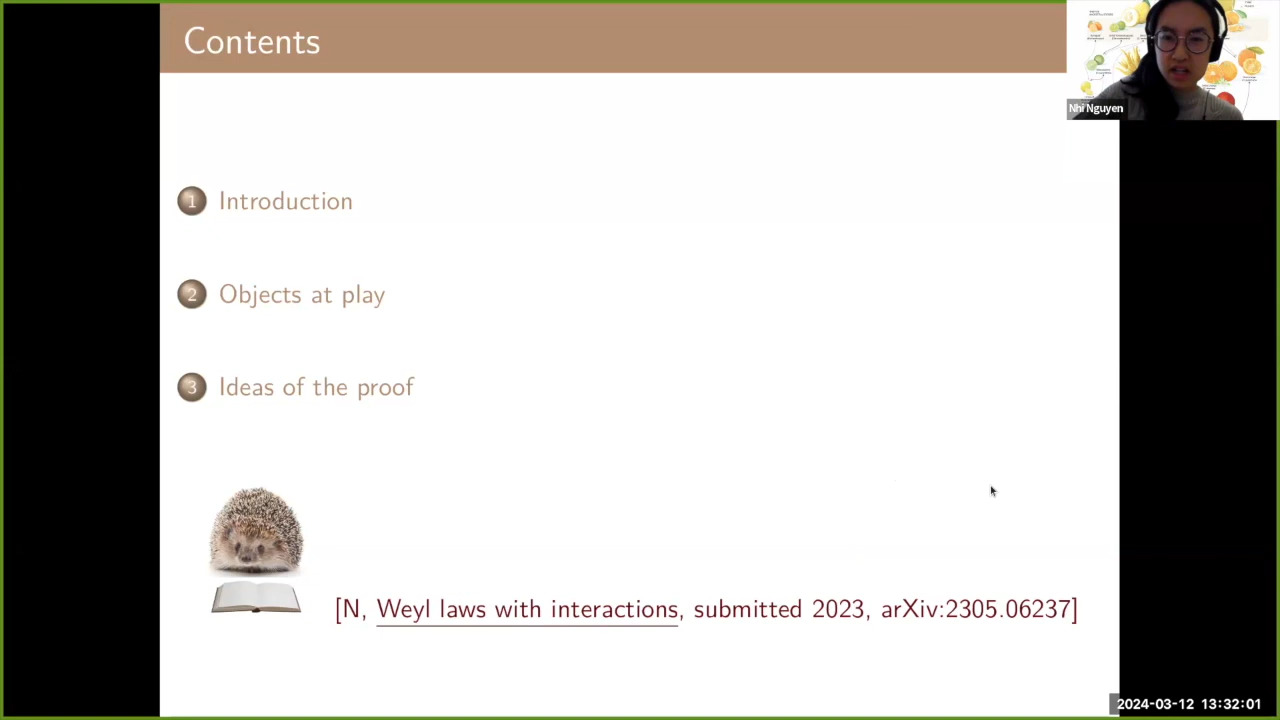 Contents
Nhi Nguyen
1 Introduction
2 Objects at play
3 Ideas of the proof
[N, Weyl laws with interactions, submitted 2023, arXiv:2305.06237]
2024-03-12 13:32:01